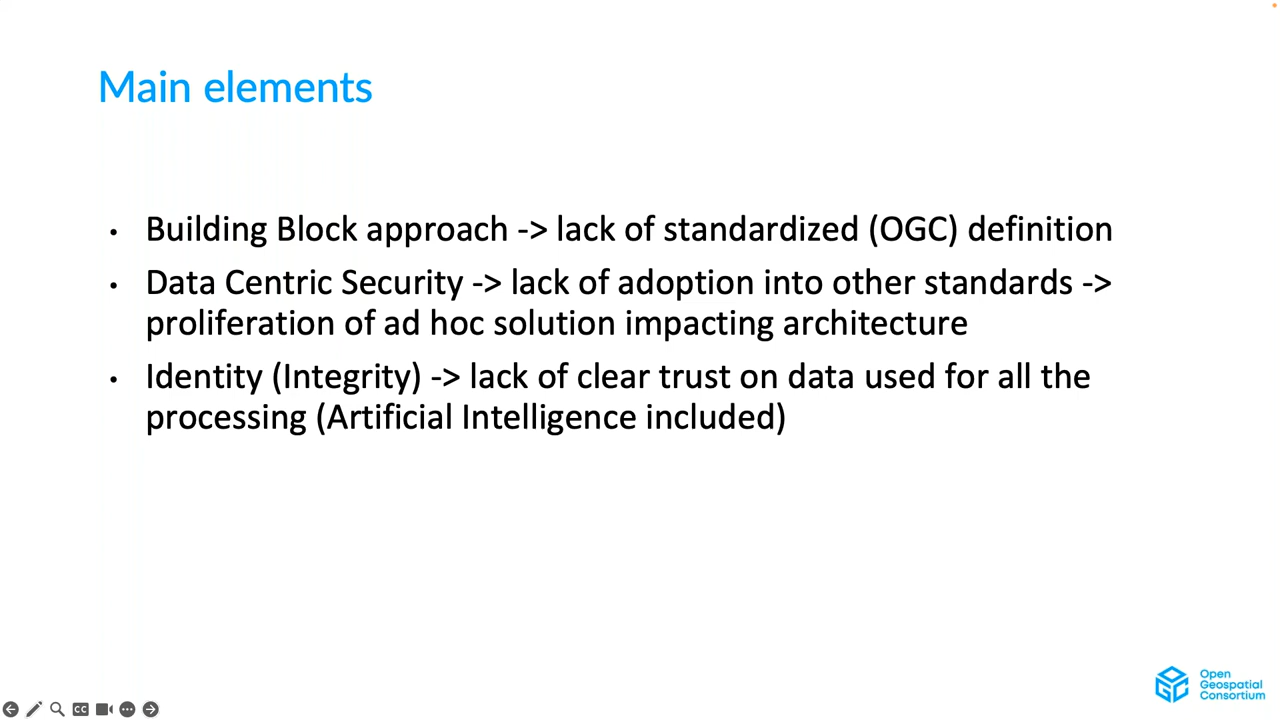 Main elements
• Building Block approach -> lack of standardized (OGC) definition
• Data Centric Security -> lack of adoption into other standards ->
proliferation of ad hoc solution impacting architecture
• Identity (Integrity) -> lack of clear trust on data used for all the
processing (Artificial Intelligence included)
CC
OGC
Open
Geospatial
Consortium